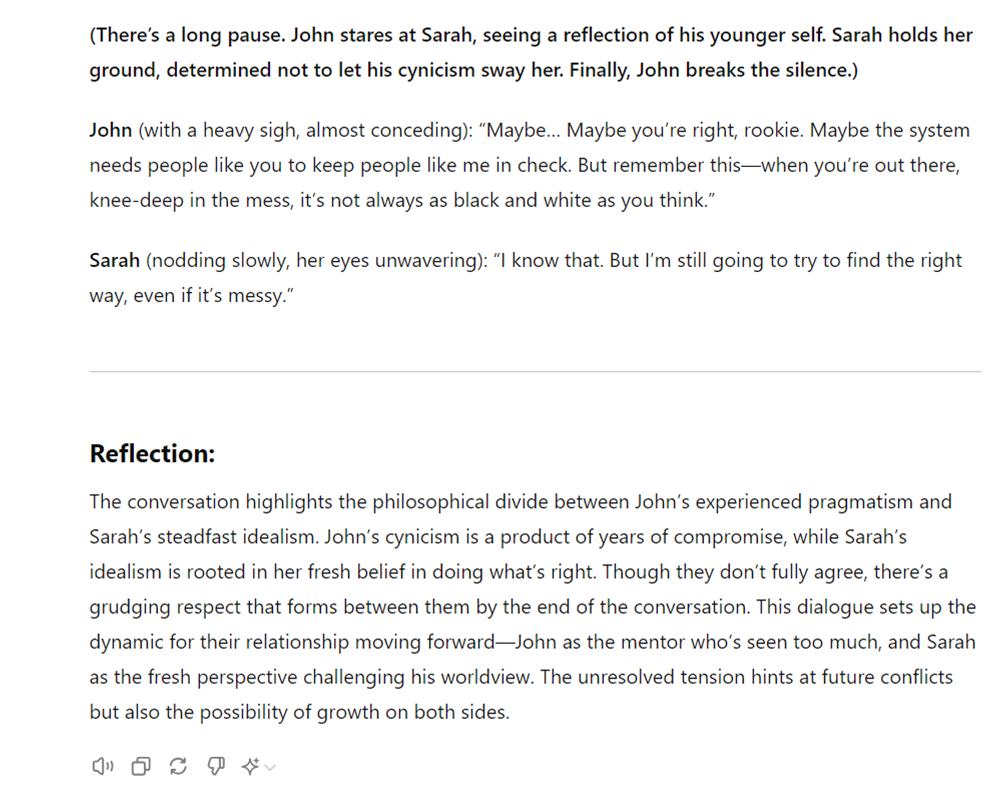 (There’s a long pause. John stares at Sarah, seeing a reflection of his younger self. Sarah holds her
ground, determined not to let his cynicism sway her. Finally, John breaks the silence.)
John (with a heavy sigh, almost conceding): “Maybe... Maybe you’re right, rookie. Maybe the system
needs people like you to keep people like me in check. But remember this—when you’re out there,
knee-deep in the mess, it’s not always as black and white as you think.”
Sarah (nodding slowly, her eyes unwavering): “I know that. But I’m still going to try to find the right
way, even if it’s messy.”
Reflection:
The conversation highlights the philosophical divide between John’s experienced pragmatism and
Sarah’s steadfast idealism. John’s cynicism is a product of years of compromise, while Sarah’s
idealism is rooted in her fresh belief in doing what’s right. Though they don’t fully agree, there’s a
grudging respect that forms between them by the end of the conversation. This dialogue sets up the
dynamic for their relationship moving forward—John as the mentor who’s seen too much, and Sarah
as the fresh perspective challenging his worldview. The unresolved tension hints at future conflicts
but also the possibility of growth on both sides.